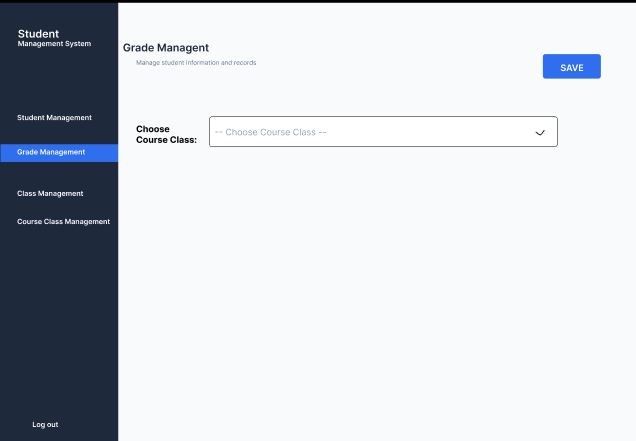 Student
Management System
Grade Managent
Manage student information and records
SAVE
Student Management
Choose
Course Class:
-- Choose Course Class --
Grade Management
Class Management
Course Class Management
Log out